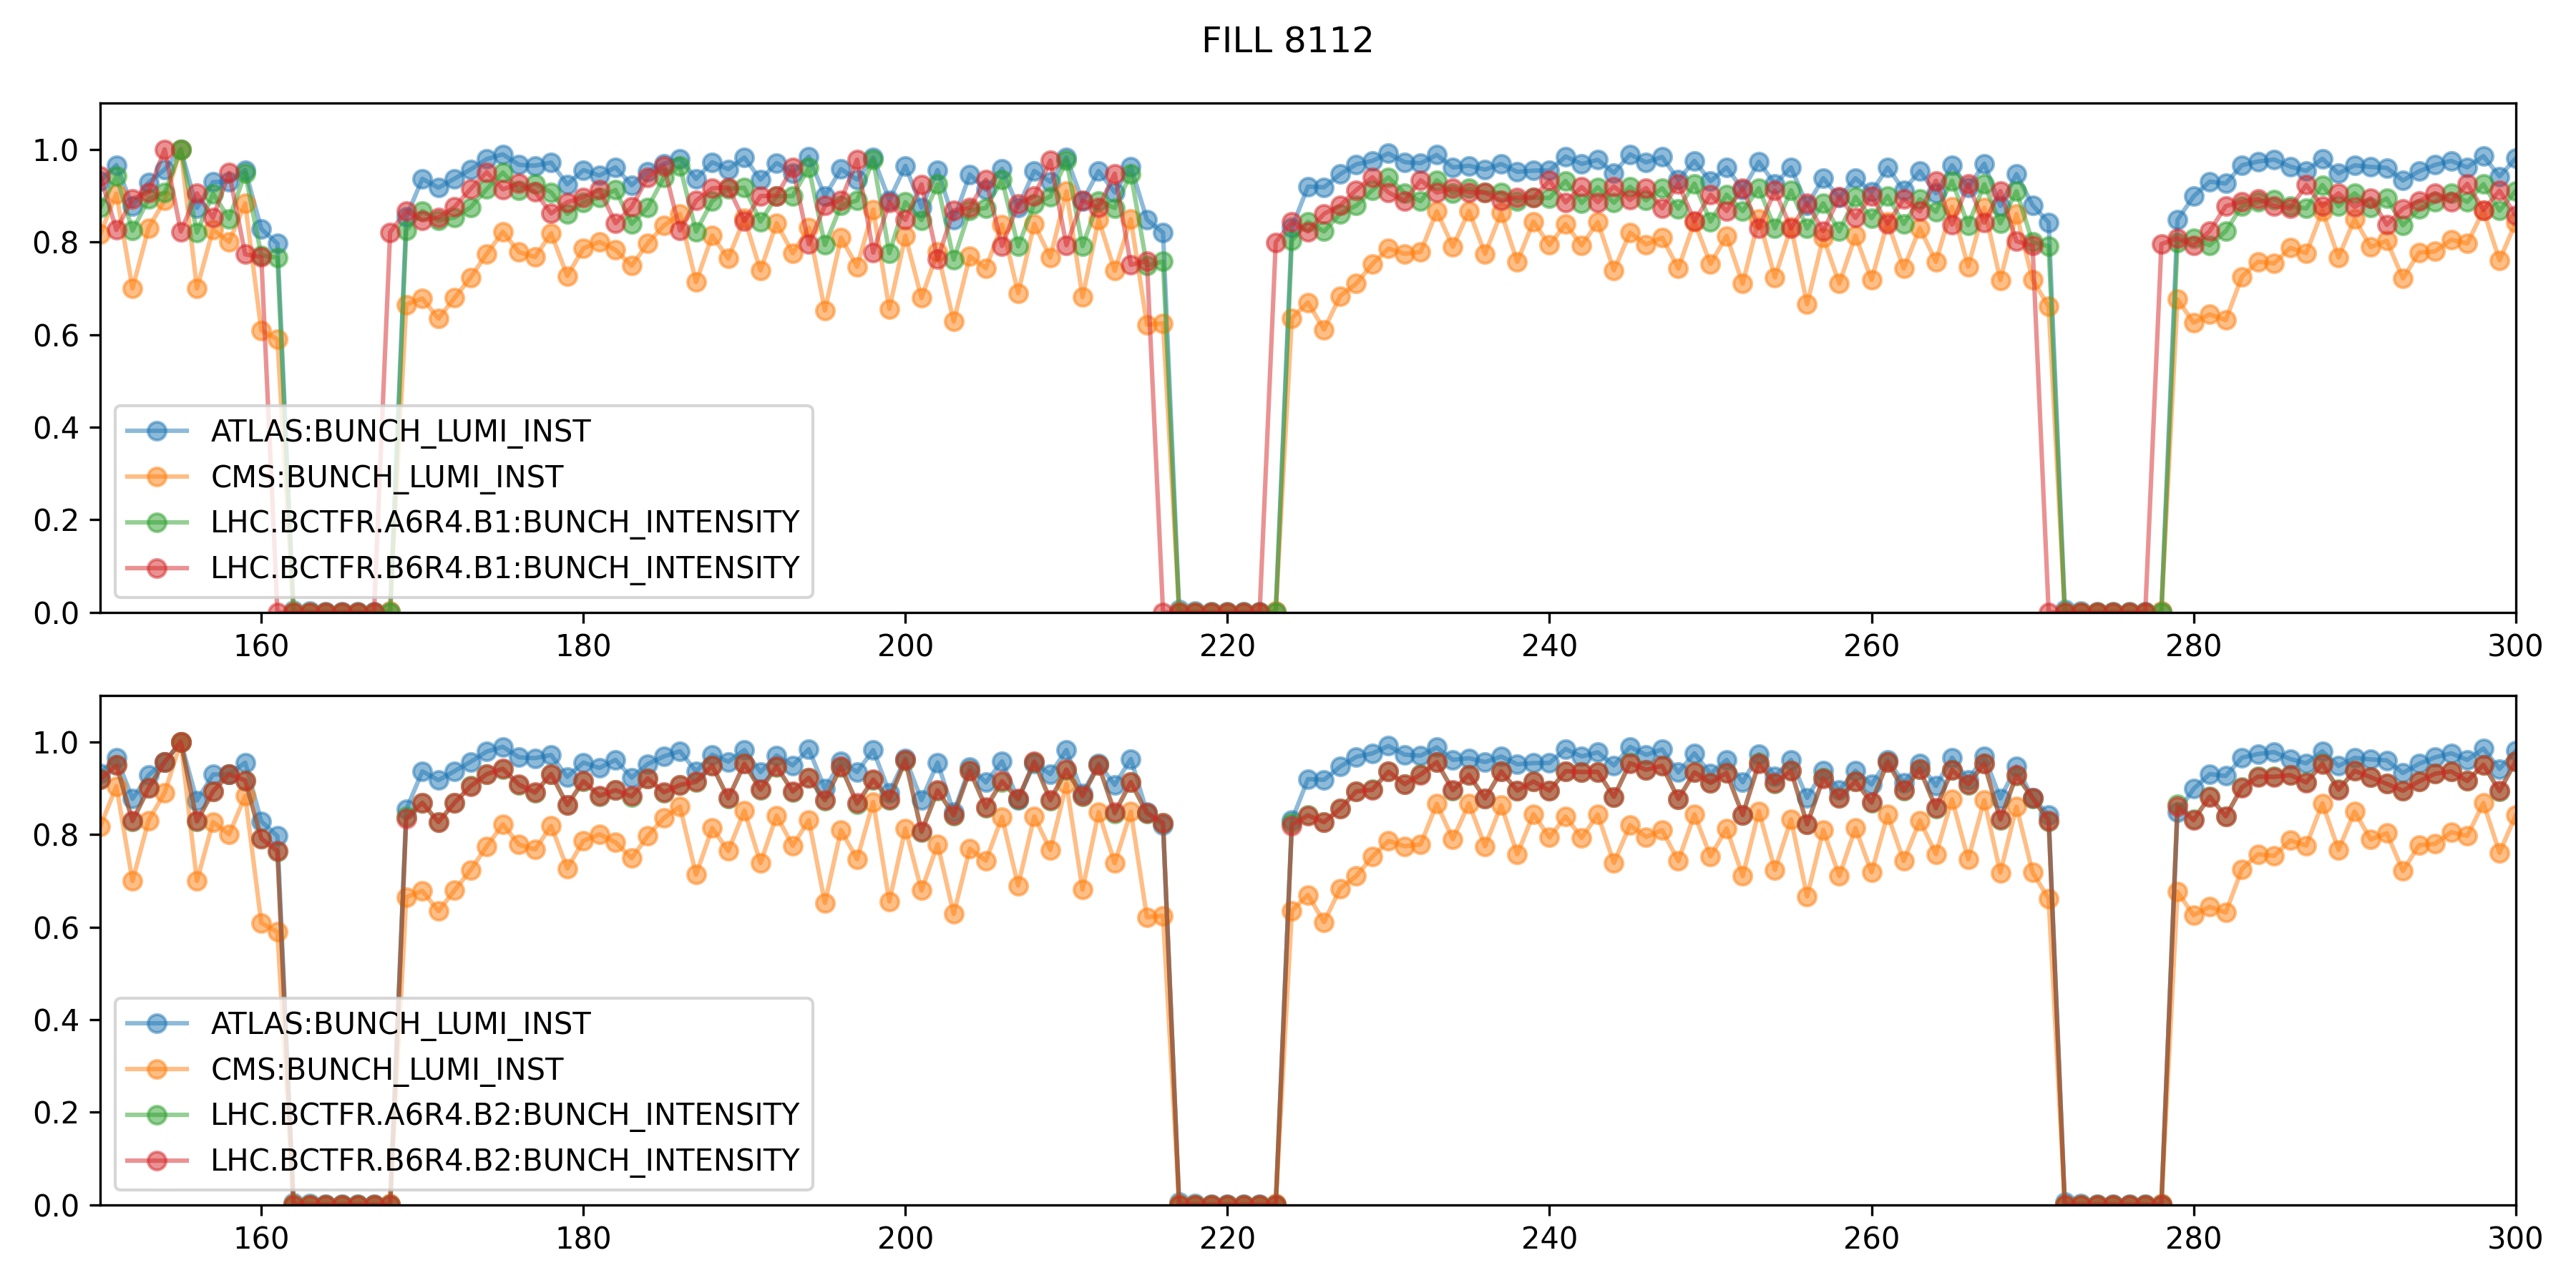 FILL 8112
1.0
0.8
0.6
0.4
0.2
0.0
ATLAS:BUNCH_LUMI_INST
CMS:BUNCH_LUMI_INST
LHC.BCTFR.A6R4.B1:BUNCH_INTENSITY
LHC.BCTFR.B6R4.B1:BUNCH_INTENSITY
160 180 200 220 240 260 280 300
1.0
0.8
0.6
0.4
0.2
0.0
ATLAS:BUNCH_LUMI_INST
CMS:BUNCH_LUMI_INST
LHC.BCTFR.A6R4.B2:BUNCH_INTENSITY
LHC.BCTFR.B6R4.B2:BUNCH_INTENSITY
160 180 200 220 240 260 280 300